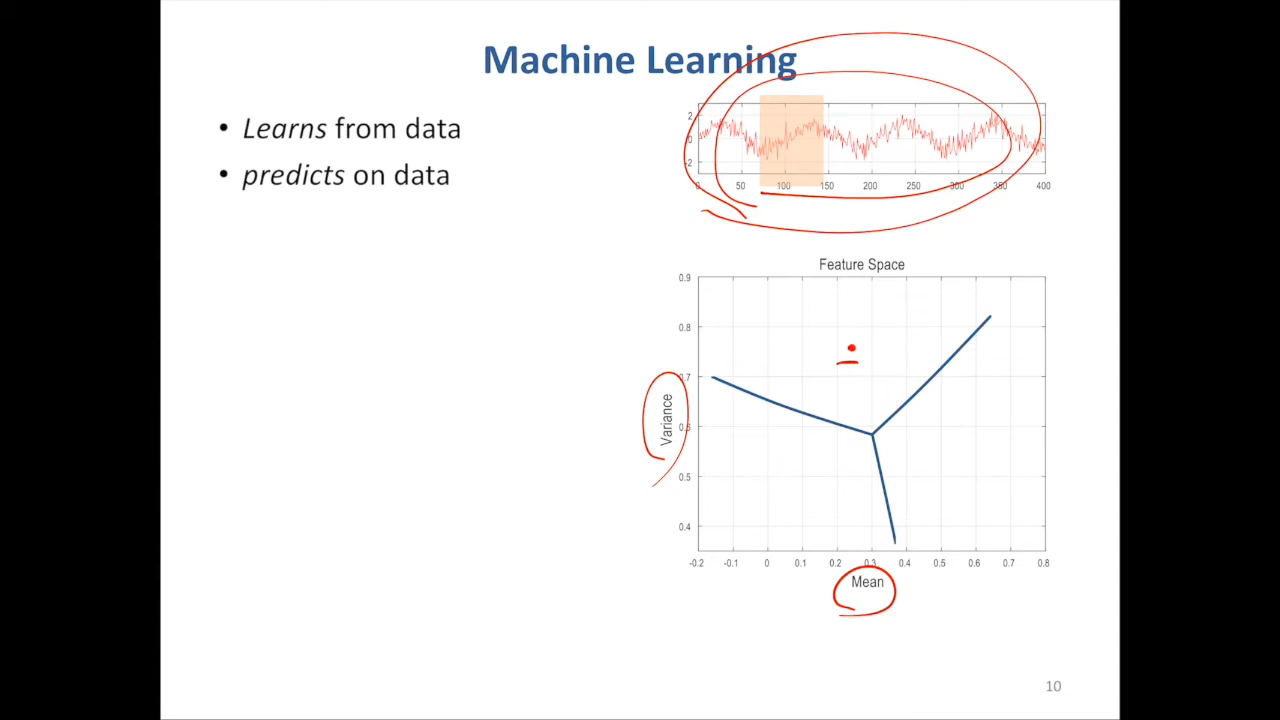 Machine Learning
• Learns from data
• predicts on data
2
0
-2
0 50 100 150 200 250 300 350 400
Feature Space
0.9
0.8
0.7
0.6
0.5
0.4
Variance
-0.2 -0.1 0 0.1 0.2 0.3 0.4 0.5 0.6 0.7 0.8
Mean
10